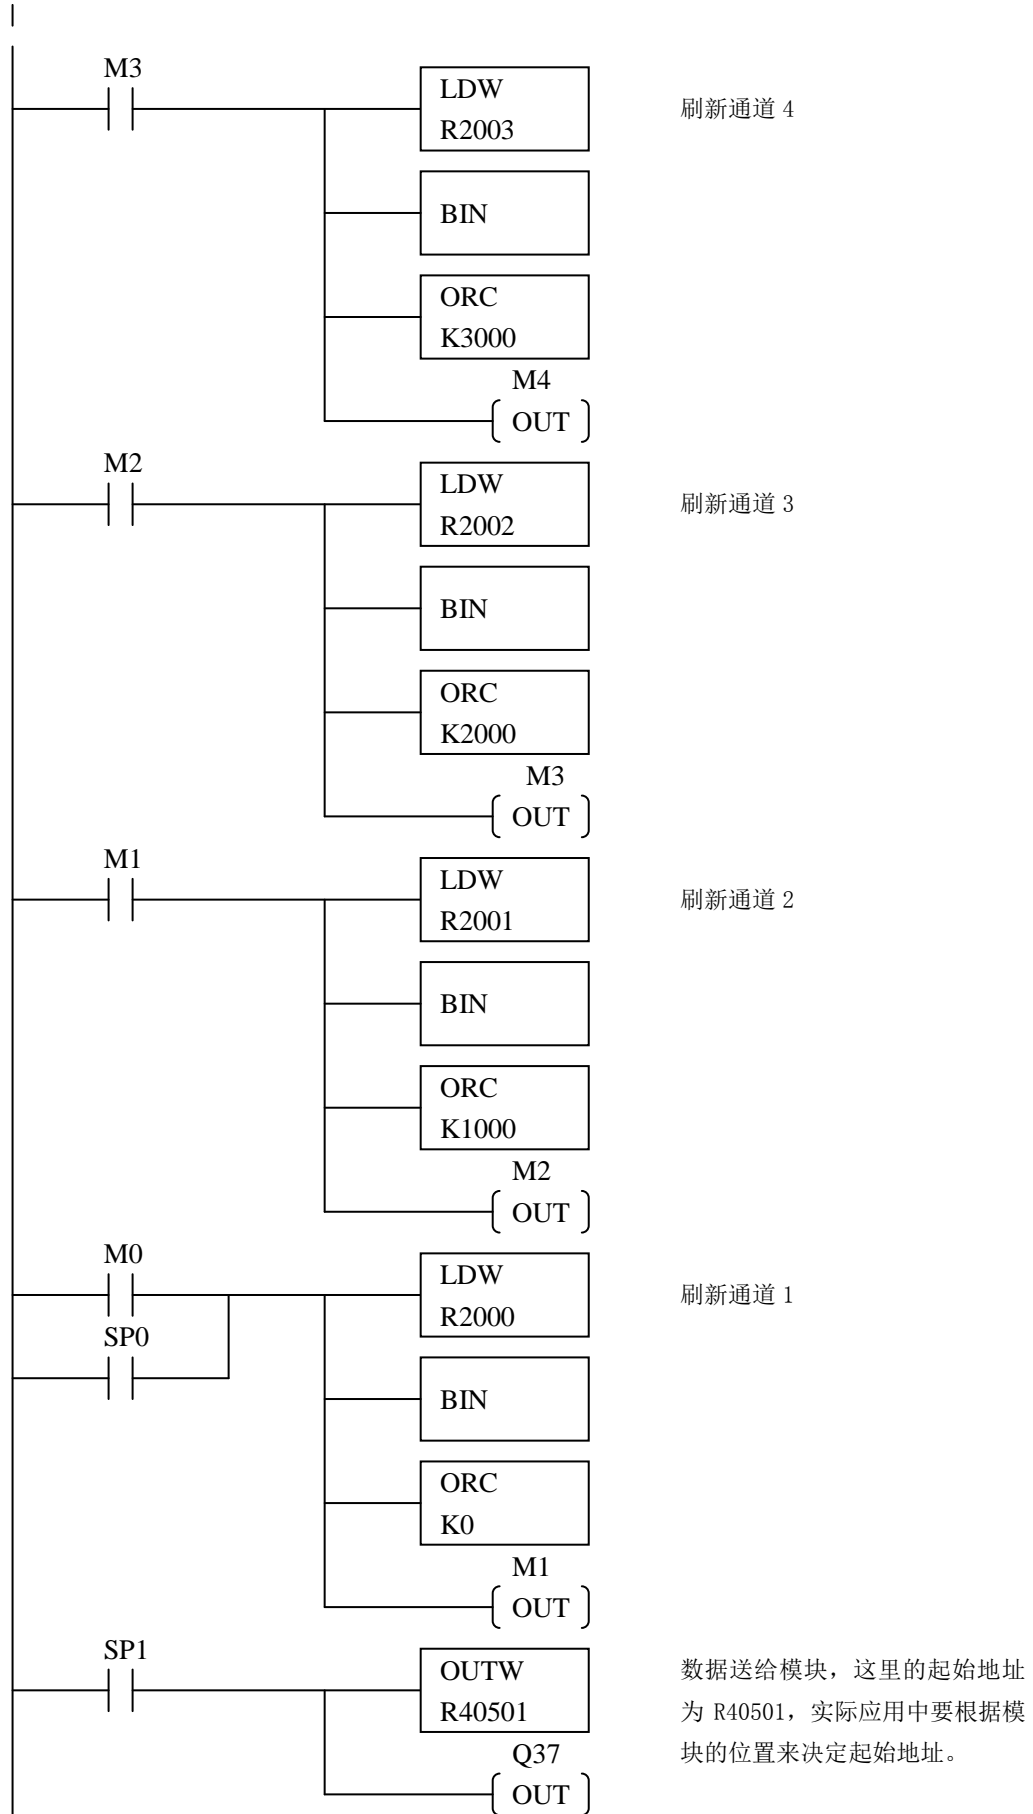 M3
LDW
R2003
刷新通道 4
BIN
ORC
K3000
M4
OUT
M2
LDW
R2002
刷新通道 3
BIN
ORC
K2000
M3
OUT
M1
LDW
R2001
刷新通道 2
BIN
ORC
K1000
M2
OUT
M0
LDW
R2000
刷新通道 1
SP0
BIN
ORC
K0
M1
OUT
SP1
OUTW
R40501
数据送给模块，这里的起始地址
为 R40501，实际应用中要根据模
块的位置来决定起始地址。
Q37
OUT